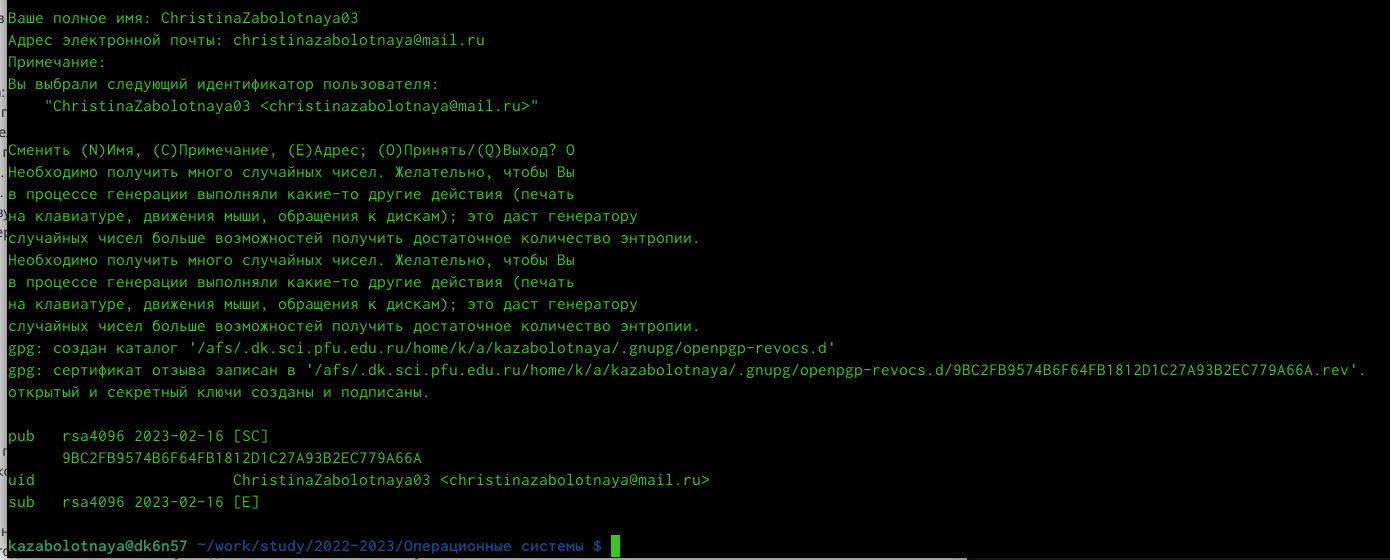 Ваше полное имя: ChristinaZabolotnaya03
Адрес электронной почты: christinazabolotnaya@mail.ru
Примечание:
Вы выбрали следующий идентификатор пользователя:
"ChristinaZabolotnaya03 <christinazabolotnaya@mail.ru>"
Сменить (N)Имя, (C)Примечание, (E)Адрес; (O)Принять/(Q)Выход? O
Необходимо получить много случайных чисел. Желательно, чтобы Вы
в процессе генерации выполняли какие-то другие действия (печать
на клавиатуре, движения мыши, обращения к дискам); это даст генератору
случайных чисел больше возможностей получить достаточное количество энтропии.
Необходимо получить много случайных чисел. Желательно, чтобы Вы
в процессе генерации выполняли какие-то другие действия (печать
на клавиатуре, движения мыши, обращения к дискам); это даст генератору
случайных чисел больше возможностей получить достаточное количество энтропии.
gpg: создан каталог '/afs/.dk.sci.pfu.edu.ru/home/k/a/kazabolotnaya/.gnupg/openpgp-revocs.d'
gpg: сертификат отзыва записан в '/afs/.dk.sci.pfu.edu.ru/home/k/a/kazabolotnaya/.gnupg/openpgp-revocs.d/9BC2FB9574B6F64FB1812D1C27A93B2EC779A66A.rev'.
открытый и секретный ключи созданы и подписаны.
pub rsa4096 2023-02-16 [SC]
9BC2FB9574B6F64FB1812D1C27A93B2EC779A66A
uid ChristinaZabolotnaya03 <christinazabolotnaya@mail.ru>
sub rsa4096 2023-02-16 [E]
kazabolotnaya@dk6n57 ~/work/study/2022-2023/Операционные системы $